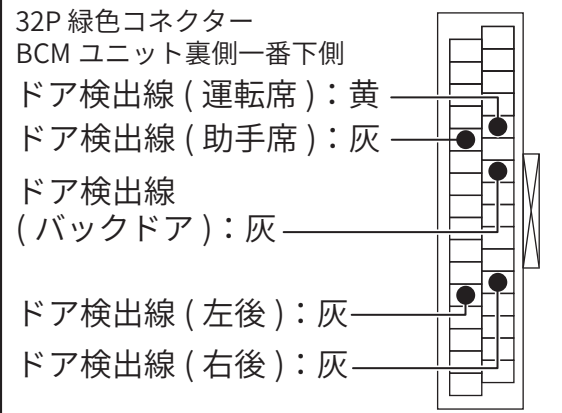 32P 緑色コネクター
BCM ユニット裏側一番下側
ドア検出線 ( 運転席 )：黄
ドア検出線 ( 助手席 )：灰
ドア検出線
( バックドア )：灰
ドア検出線 ( 左後 )：灰
ドア検出線 ( 右後 )：灰